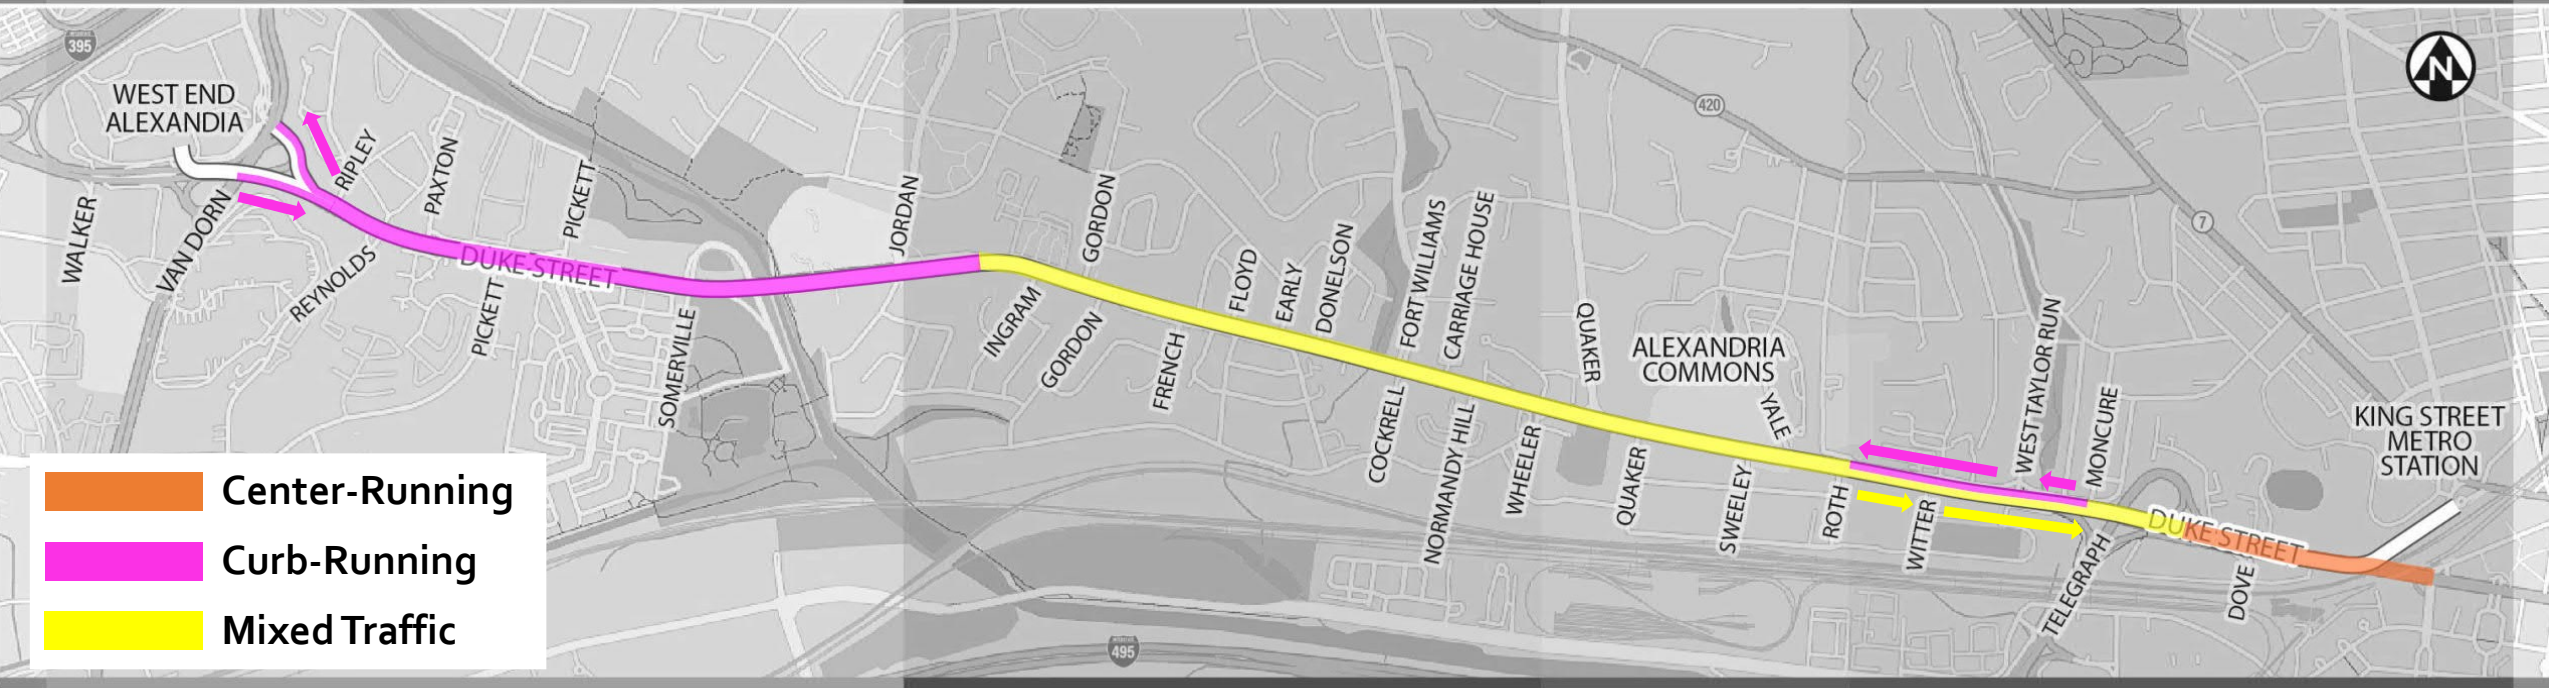 395
WEST END
ALEXANDIA
WALKER
VAN DORN
RIPLEY
REYNOLDS
PAXTON
PICKETT
PICKETT
DUKE STREET
SOMERVILLE
JORDAN
INGRAM
GORDON
GORDON
FRENCH
FLOYD
EARLY
DONELSON
COCKRELL
FORT WILLIAMS
CARRIAGE HOUSE
NORMANDY HILL
WHEELER
QUAKER
QUAKER
ALEXANDRIA
COMMONS
YALE
SWEELEY
ROTH
WITTER
WEST TAYLOR RUN
MONCURE
TELEGRAPH
DUKE STREET
DOVE
KING STREET
METRO
STATION
420
7
N
495
Center-Running
Curb-Running
Mixed Traffic